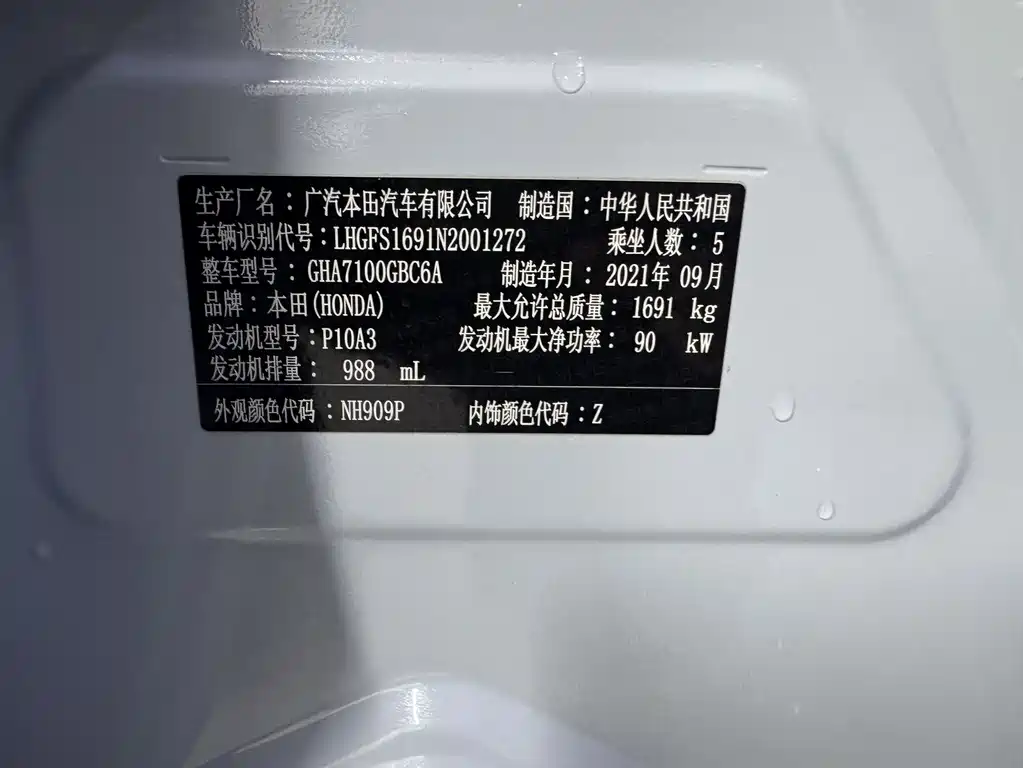 生产厂名：广汽本田汽车有限公司 制造国：中华人民共和国
车辆识别代号：LHGFS1691N2001272 乘坐人数：5
整车型号：GHA7100GBC6A 制造年月：2021年 09月
品牌：本田(HONDA) 最大允许总质量：1691 kg
发动机型号：P10A3 发动机最大净功率：90 kW
发动机排量：988 mL
外观颜色代码：NH909P 内饰颜色代码：Z